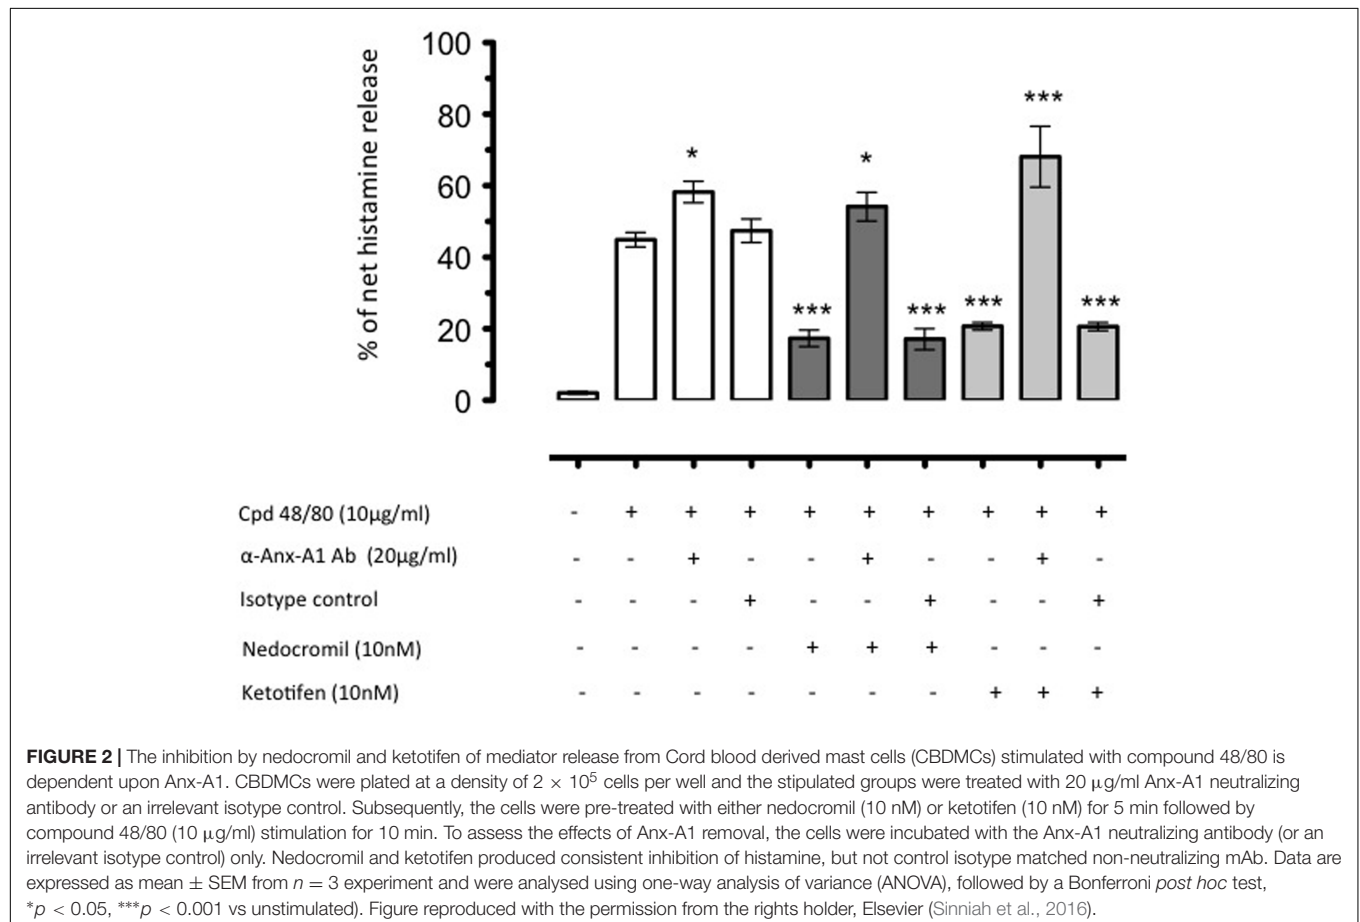 % of net histamine release
100
80
60
40
20
0
*
***
*
***
***
***
***
Cpd 48/80 (10µg/ml) - + + + + + + + + +
α-Anx-A1 Ab (20µg/ml) - - + - - + - - + -
Isotype control - - - + - - + - - +
Nedocromil (10nM) - - - - + + + - - -
Ketotifen (10nM) - - - - - - - + + +
FIGURE 2 | The inhibition by nedocromil and ketotifen of mediator release from Cord blood derived mast cells (CBDMCs) stimulated with compound 48/80 is
dependent upon Anx-A1. CBDMCs were plated at a density of 2 × 10⁵ cells per well and the stipulated groups were treated with 20 µg/ml Anx-A1 neutralizing
antibody or an irrelevant isotype control. Subsequently, the cells were pre-treated with either nedocromil (10 nM) or ketotifen (10 nM) for 5 min followed by
compound 48/80 (10 µg/ml) stimulation for 10 min. To assess the effects of Anx-A1 removal, the cells were incubated with the Anx-A1 neutralizing antibody (or an
irrelevant isotype control) only. Nedocromil and ketotifen produced consistent inhibition of histamine, but not control isotype matched non-neutralizing mAb. Data are
expressed as mean ± SEM from n = 3 experiment and were analysed using one-way analysis of variance (ANOVA), followed by a Bonferroni post hoc test,
*p < 0.05, ***p < 0.001 vs unstimulated). Figure reproduced with the permission from the rights holder, Elsevier (Sinniah et al., 2016).